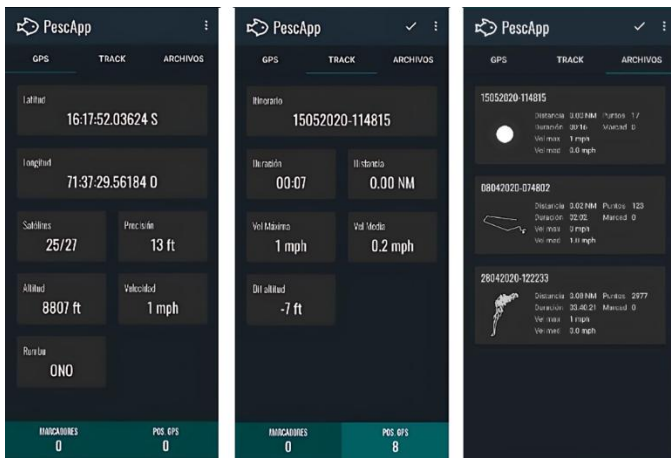 PescApp
GPS TRACK ARCHIVOS
Latitud
16:17:52.03624 S
Longitud
71:37:29.56184 O
Satélites Precisión
25/27 13 ft
Altitud Velocidad
8807 ft 1 mph
Rumbo
ONO
MARCADORES POS. GPS
0 0
PescApp
GPS TRACK ARCHIVOS
Itinerario
15052020-114815
Duración Distancia
00:07 0.00 NM
Vel Máxima Vel Media
1 mph 0.2 mph
Dif altitud
-7 ft
MARCADORES POS. GPS
0 8
PescApp
GPS TRACK ARCHIVOS
15052020-114815
Distancia 0.00 NM Puntos 17
Duración 00:16 Marcad 0
Vel max 1 mph
Vel med 0.0 mph
08042020-074802
Distancia 0.02 NM Puntos 123
Duración 02:02 Marcad 0
Vel max mph
Vel med 1.0 mph
28042020-122233
Distancia NM Puntos 2977
Duración 03:40:21 Marcad 0
Vel max 1 mph
Vel med 0.0 mph